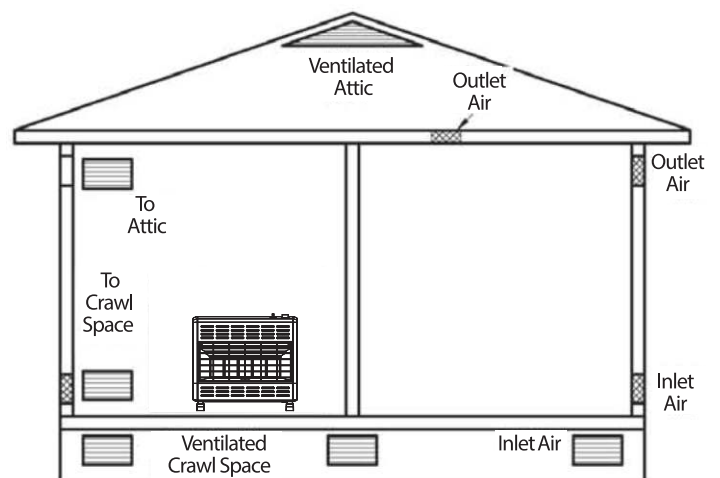 Ventilated
Attic
Outlet
Air
Outlet
Air
To
Attic
To
Crawl
Space
Inlet
Air
Ventilated
Crawl Space
Inlet Air